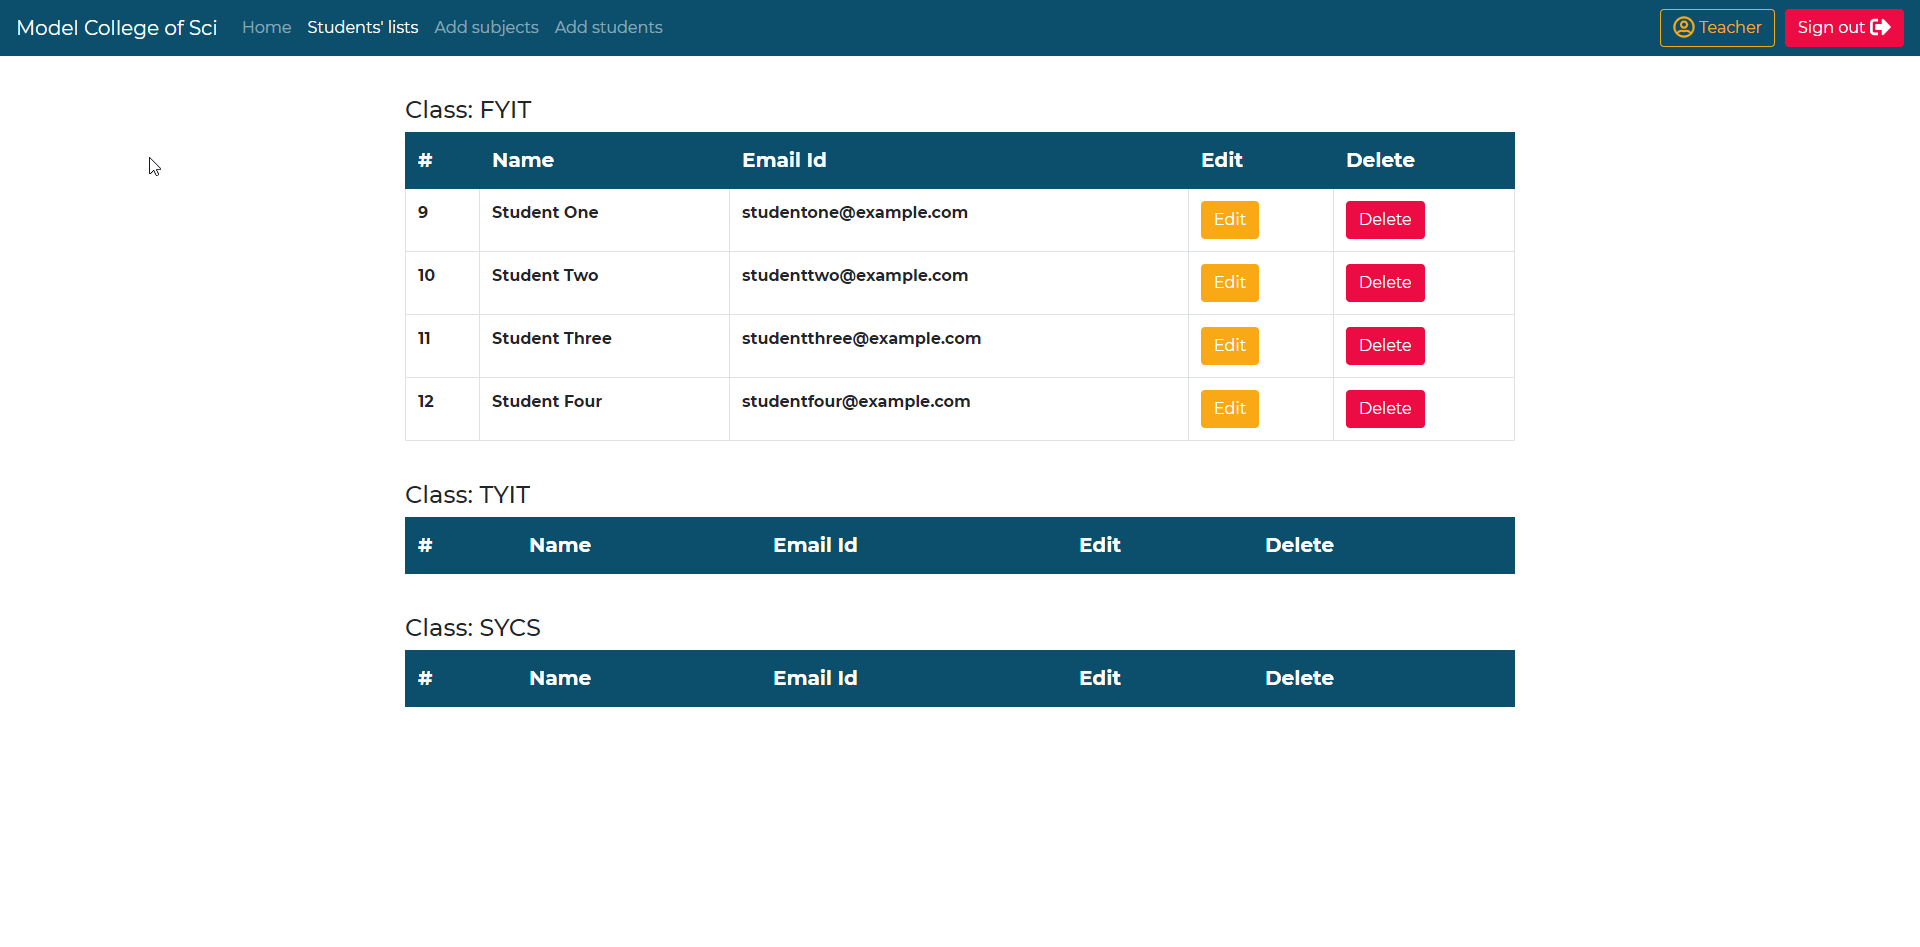 Model College of Sci Home Students' lists Add subjects Add students Teacher Sign out
Class: FYIT
# Name Email Id Edit Delete
9 Student One studentone@example.com Edit Delete
10 Student Two studenttwo@example.com Edit Delete
11 Student Three studentthree@example.com Edit Delete
12 Student Four studentfour@example.com Edit Delete
Class: TYIT
# Name Email Id Edit Delete
Class: SYCS
# Name Email Id Edit Delete